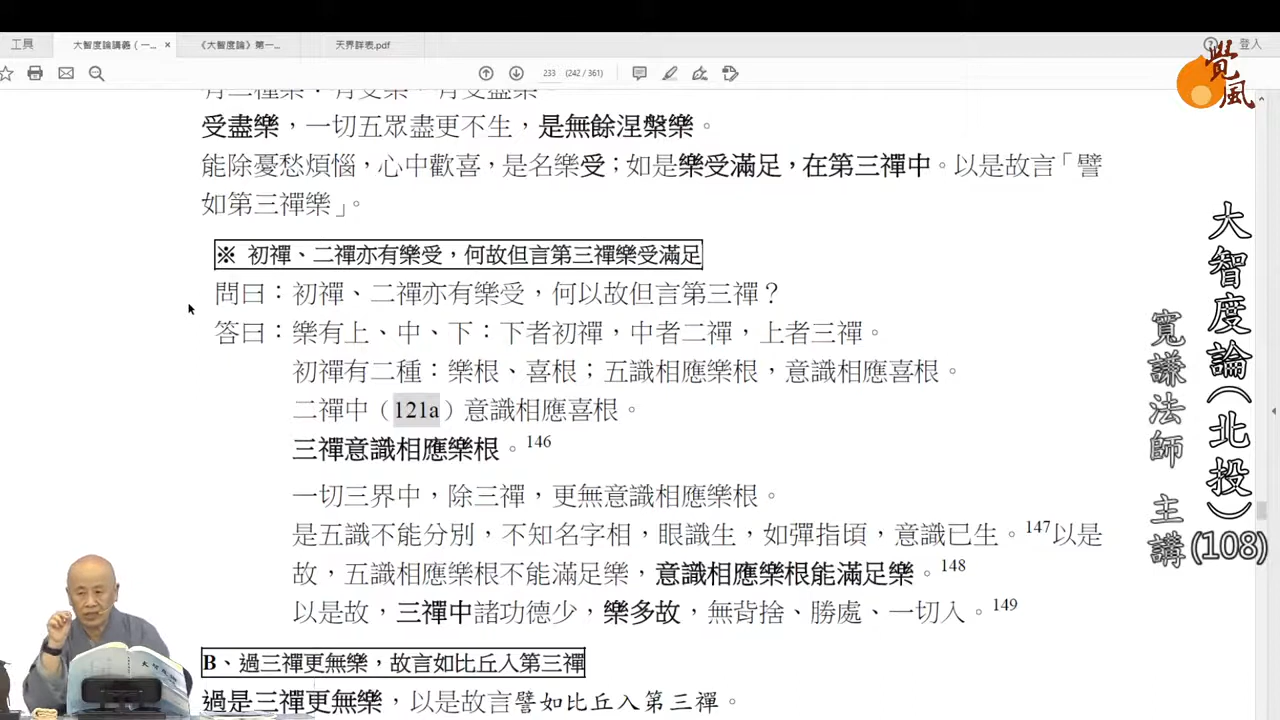 工具
大智度論講義（一... ×
《大智度論》第一...
天界詳表.pdf
登入
233 (242 / 361)
覺風
有二種樂：有受樂，有受盡樂。
受盡樂，一切五眾盡更不生，是無餘涅槃樂。
能除憂愁煩惱，心中歡喜，是名樂受；如是樂受滿足，在第三禪中。以是故言「譬
如第三禪樂」。
※ 初禪、二禪亦有樂受，何故但言第三禪樂受滿足
問曰：初禪、二禪亦有樂受，何以故但言第三禪？
答曰：樂有上、中、下：下者初禪，中者二禪，上者三禪。
初禪有二種：樂根、喜根；五識相應樂根，意識相應喜根。
二禪中（121a）意識相應喜根。
三禪意識相應樂根。146
一切三界中，除三禪，更無意識相應樂根。
是五識不能分別，不知名字相，眼識生，如彈指頃，意識已生。147以是
故，五識相應樂根不能滿足樂，意識相應樂根能滿足樂。148
以是故，三禪中諸功德少，樂多故，無背捨、勝處、一切入。149
B、過三禪更無樂，故言如比丘入第三禪
過是三禪更無樂，以是故言譬如比丘入第三禪。
大智度論（北投）(108)
寬謙法師 主講